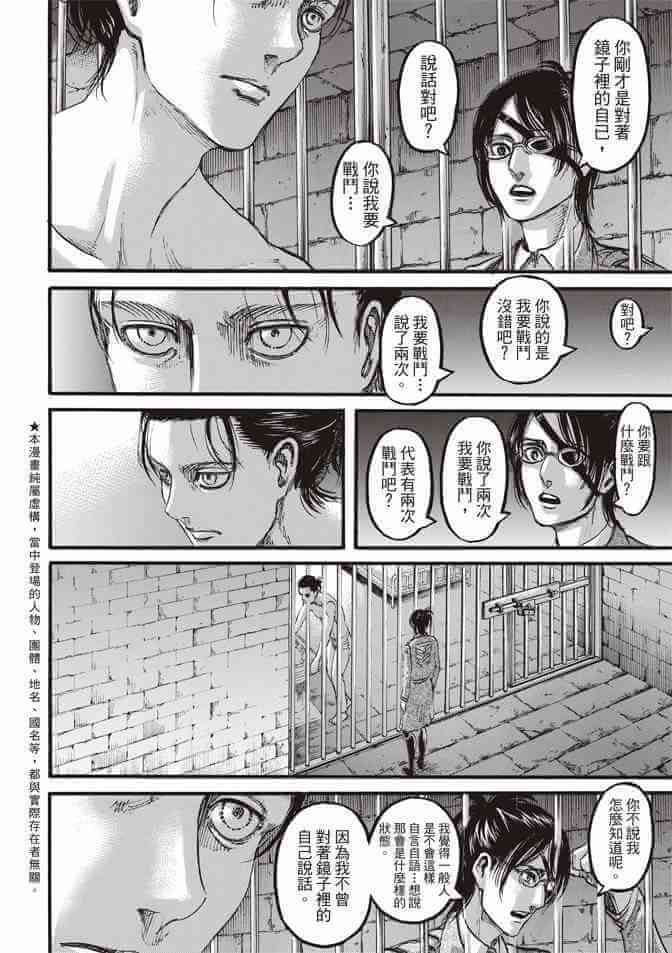 你剛才是對著
鏡子裡的自己，
說話對吧？
你說我要
戰鬥…
對吧？
你說的是
我要戰鬥
沒錯吧？
我要戰鬥…
說了兩次。
你要跟
什麼戰鬥？
你說了兩次
我要戰鬥，
代表有兩次
戰鬥吧？
你不說我
怎麼知道呢。
我覺得一般人
是不會這樣
自言自語…想說
那會是什麼樣的
狀態。
因為我不曾
對著鏡子裡的
自己說話。
★本漫畫純屬虛構，當中登場的人物、團體、地名、國名等，都與實際存在者無關。